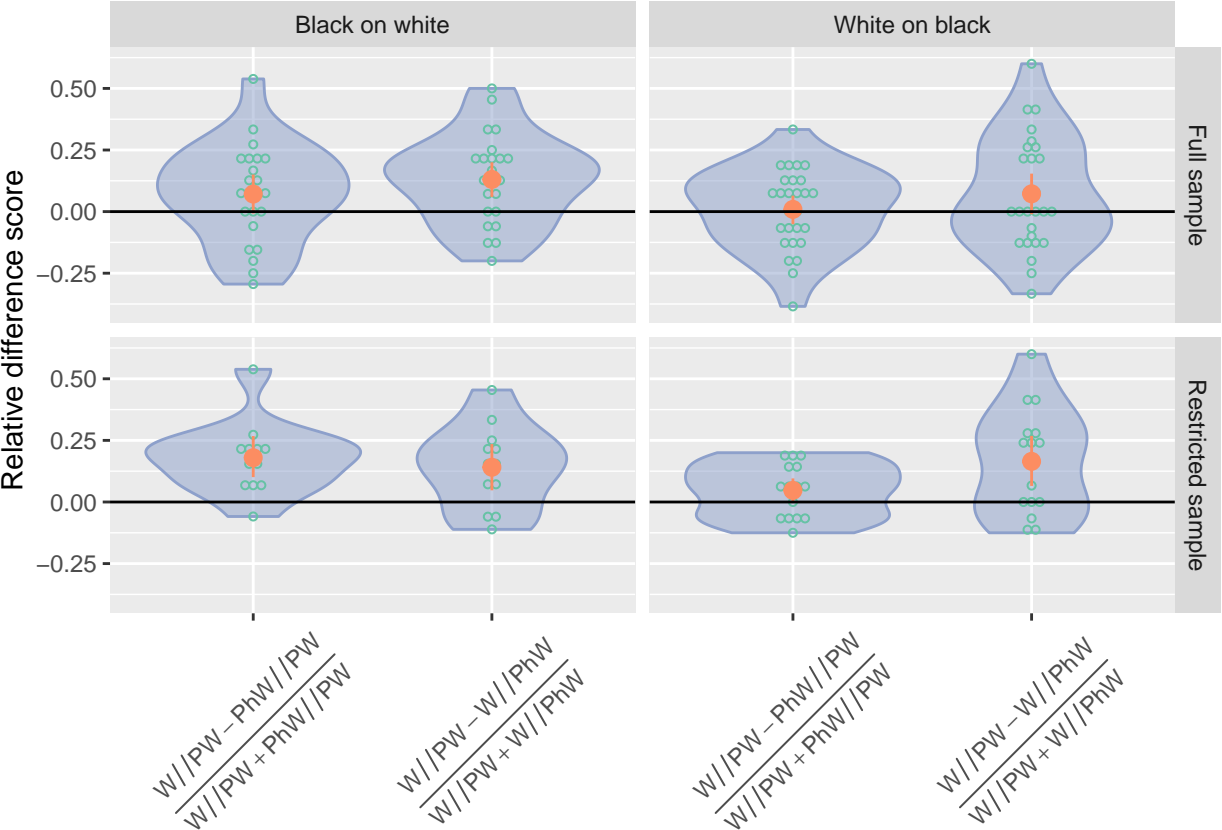 Black on white
White on black
Relative difference score
0.50
0.25
0.00
−0.25
Full sample
0.50
0.25
0.00
−0.25
Restricted sample
W//PW − PhW//PW
W//PW + PhW//PW
W//PW − W//PhW
W//PW + W//PhW
W//PW − PhW//PW
W//PW + PhW//PW
W//PW − W//PhW
W//PW + W//PhW